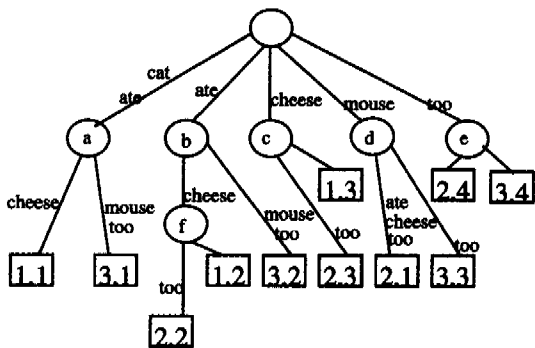 cat
ate
ate
cheese
mouse
too
a
b
c
d
e
cheese
mouse
too
cheese
mouse
too
1.3
too
ate
cheese
too
too
2.4
3.4
f
1.1
3.1
too
1.2
3.2
2.3
2.1
3.3
2.2